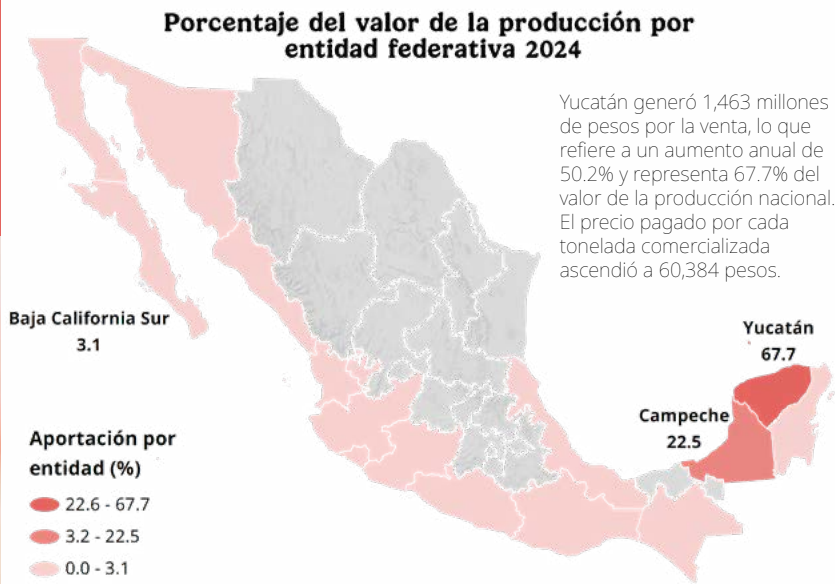 Porcentaje del valor de la producción por
entidad federativa 2024
Yucatán generó 1,463 millones
de pesos por la venta, lo que
refiere a un aumento anual de
50.2% y representa 67.7% del
valor de la producción nacional.
El precio pagado por cada
tonelada comercializada
ascendió a 60,384 pesos.
Baja California Sur
3.1
Yucatán
67.7
Campeche
22.5
Aportación por
entidad (%)
22.6 - 67.7
3.2 - 22.5
0.0 - 3.1